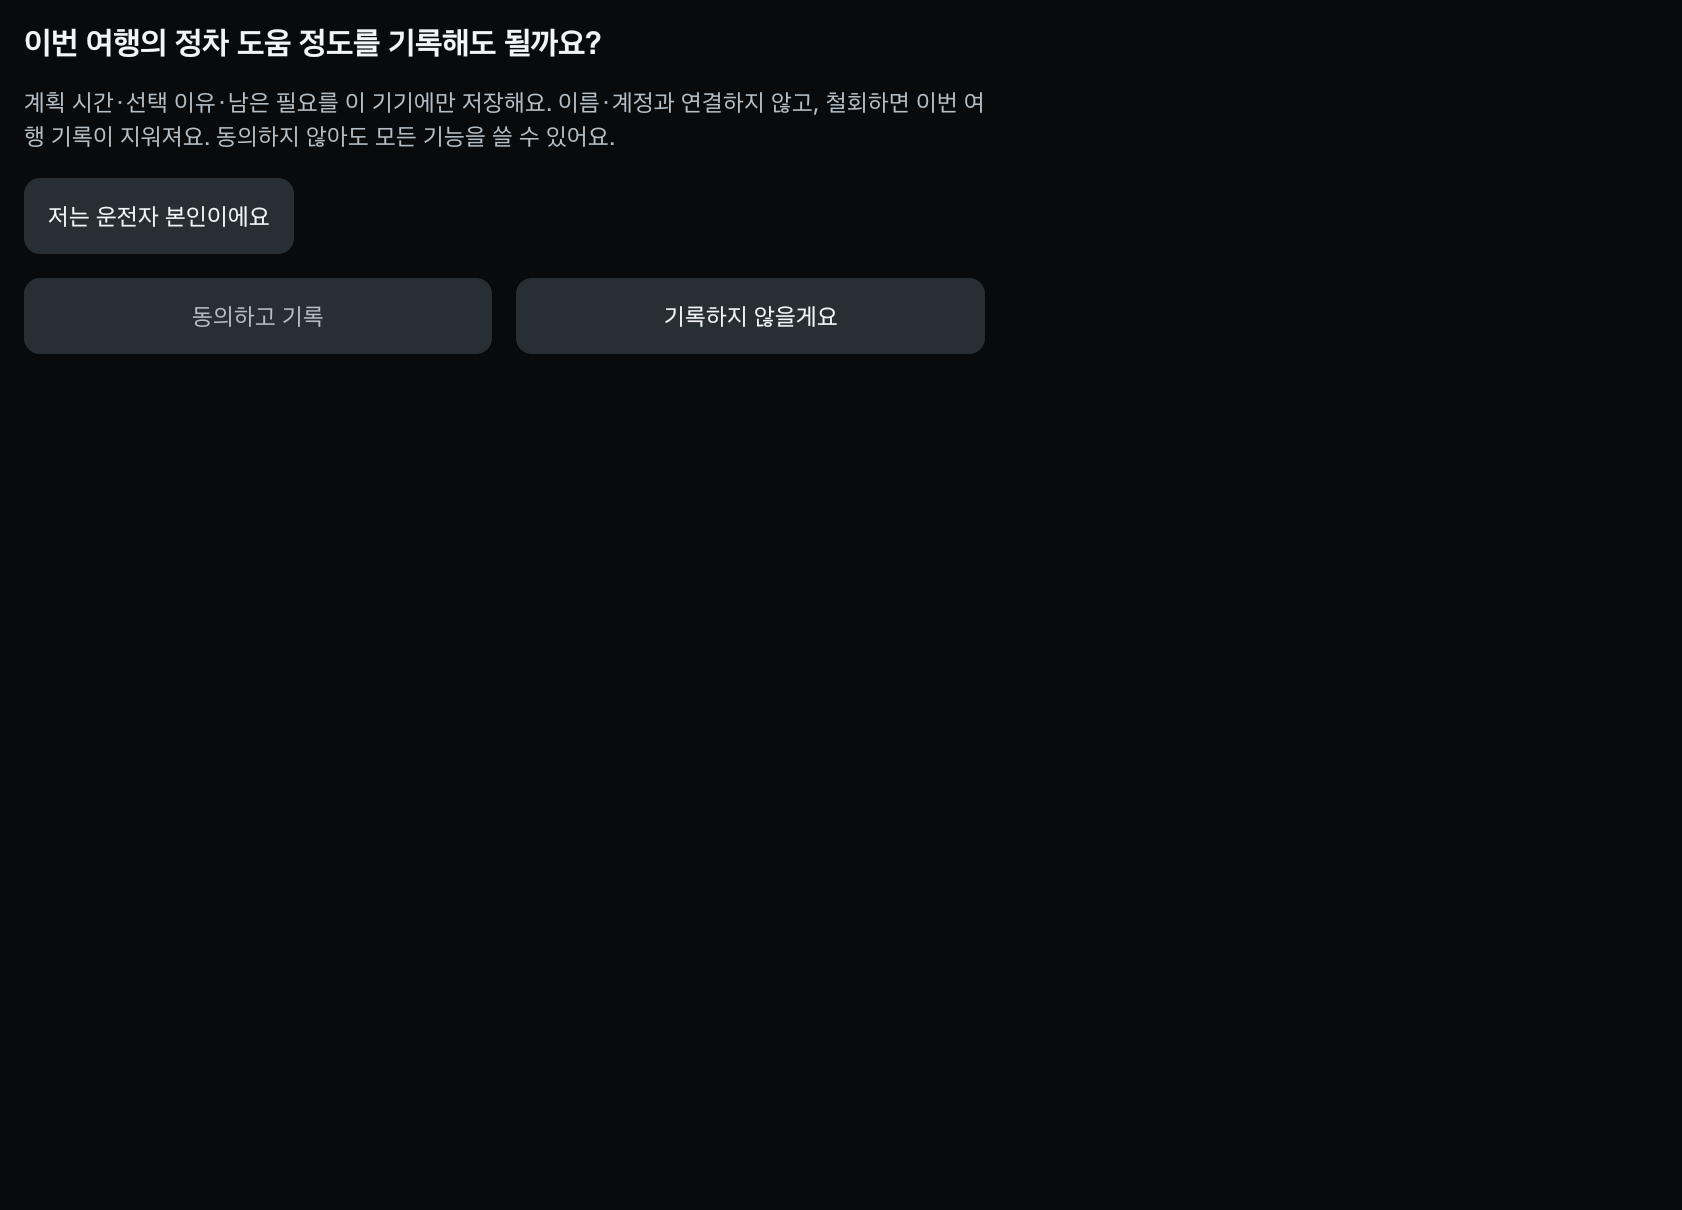 이번 여행의 정차 도움 정도를 기록해도 될까요?
계획 시간·선택 이유·남은 필요를 이 기기에만 저장해요. 이름·계정과 연결하지 않고, 철회하면 이번 여
행 기록이 지워져요. 동의하지 않아도 모든 기능을 쓸 수 있어요.
저는 운전자 본인이에요
동의하고 기록
기록하지 않을게요